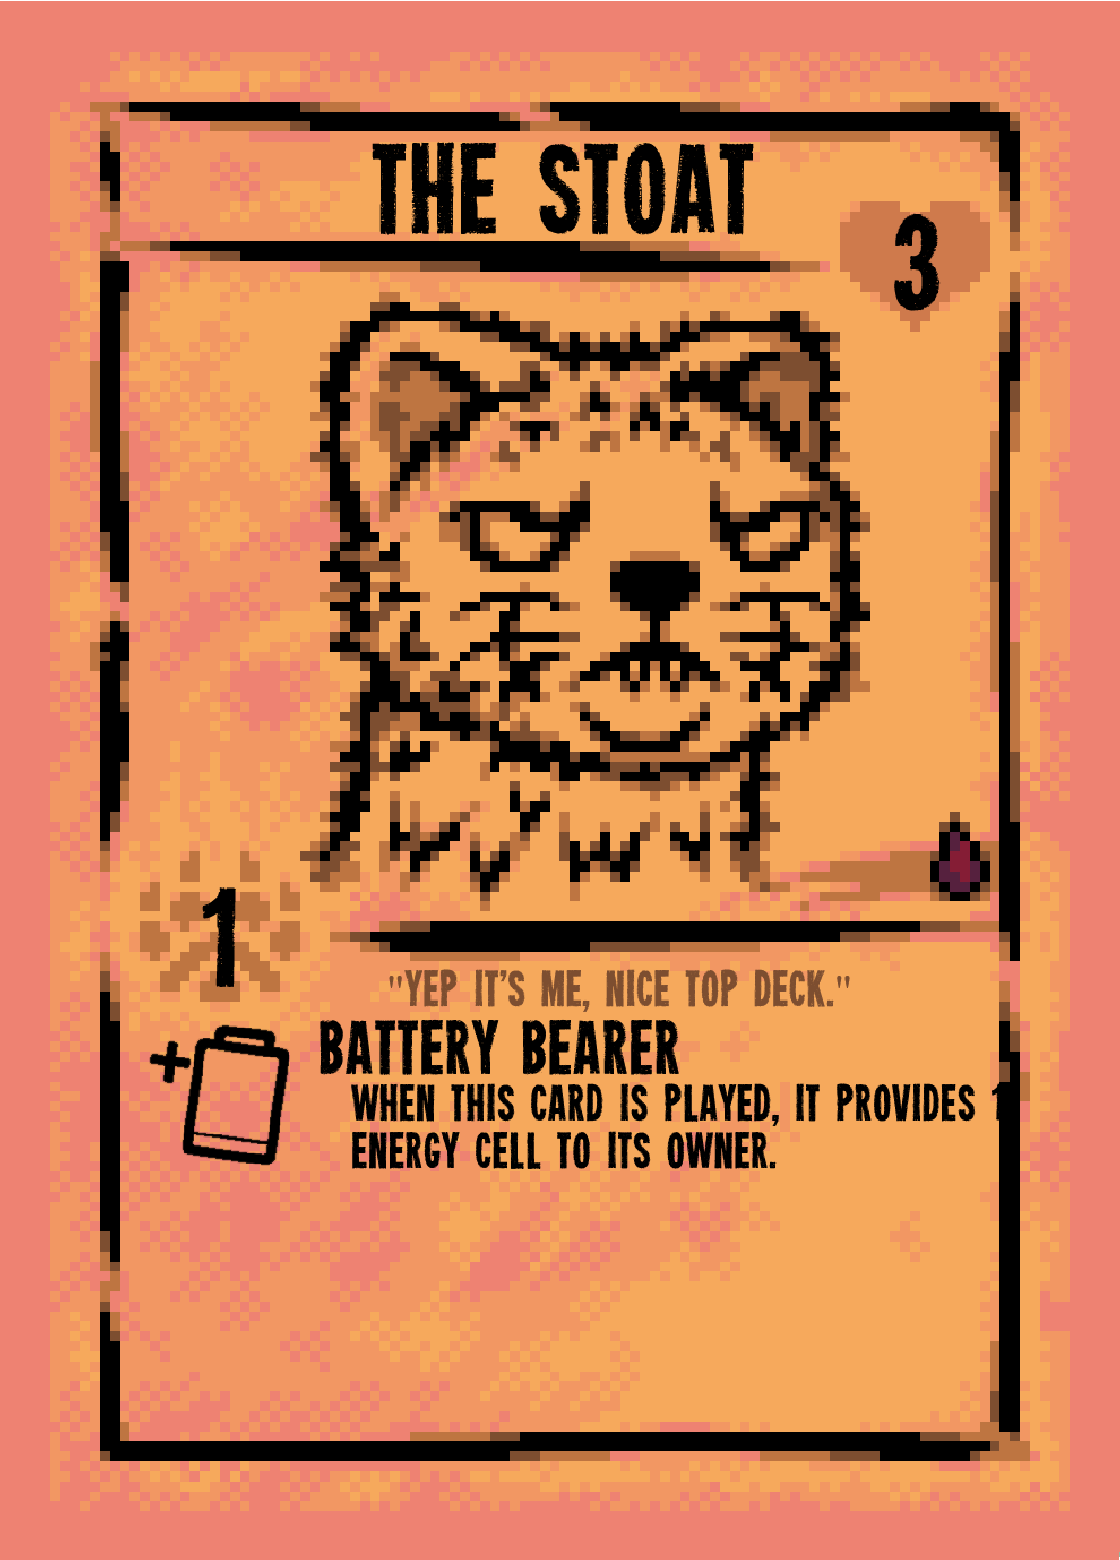 THE STOAT
3
1
"YEP IT'S ME, NICE TOP DECK."
BATTERY BEARER
WHEN THIS CARD IS PLAYED, IT PROVIDES 1
ENERGY CELL TO ITS OWNER.